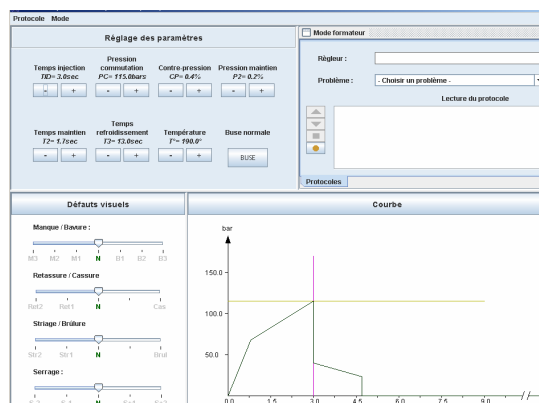 Protocole Mode
Réglage des paramètres
Temps injection
TID= 3.0sec
- +
Pression
commutation
PC= 115.0bars
- +
Contre-pression
CP= 0.4%
- +
Pression maintien
P2= 0.2%
- +
Temps maintien
T2= 1.7sec
- +
Temps
refroidissement
T3= 13.0sec
- +
Température
T°= 190.0°
- +
Buse normale
BUSE
Mode formateur
Règleur :
Problème : - Choisir un problème -
Lecture du protocole
Protocoles
Défauts visuels
Manque / Bavure :
M3 M2 M1 N B1 B2 B3
Retassure / Cassure
Ret2 Ret1 N Cas
Striage / Brûlure
Str2 Str1 N Brul
Serrage :
N
Courbe
bar
150.0
100.0
50.0
0.0 1.5 3.0 4.5 6.0 7.5 9.0